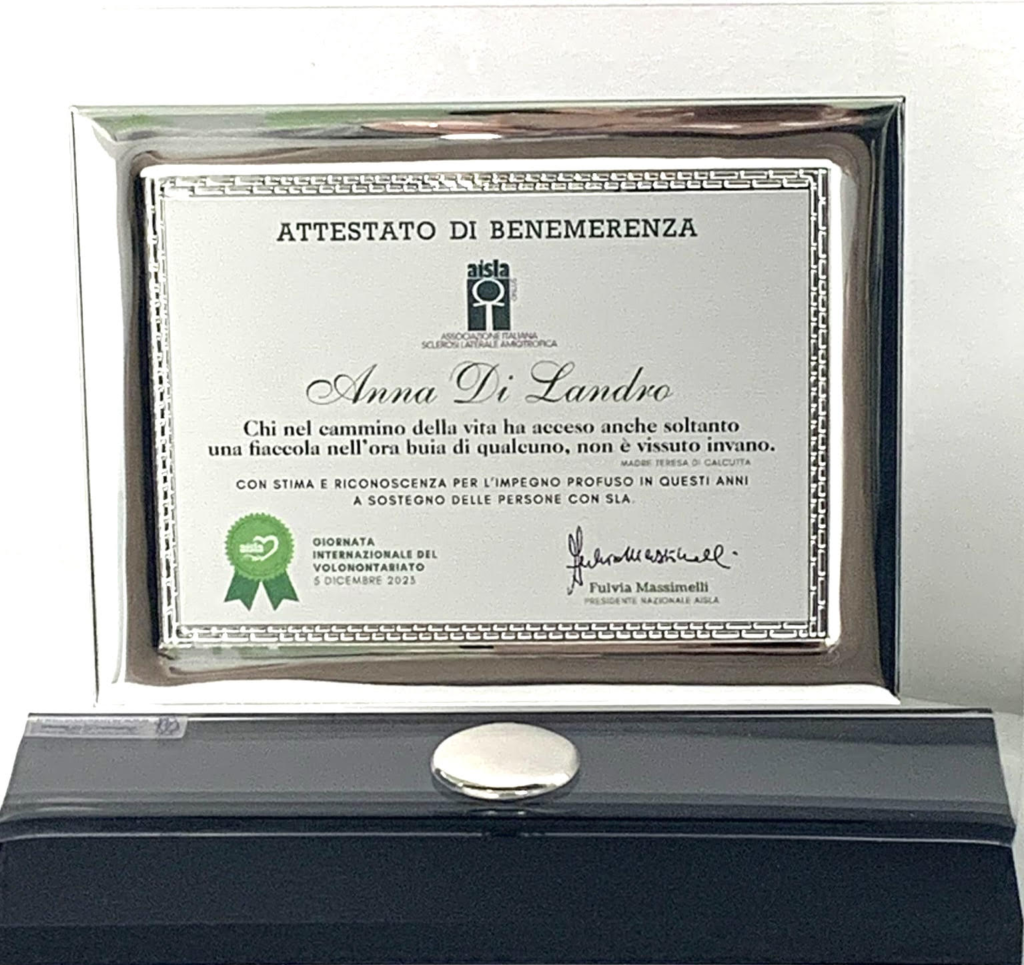 ATTESTATO DI BENEMERENZA
aisla
ASSOCIAZIONE ITALIANA
SCLEROSI LATERALE AMIOTROFICA
Anna Di Landro
Chi nel cammino della vita ha acceso anche soltanto
una fiaccola nell'ora buia di qualcuno, non è vissuto invano.
MADRE TERESA DI CALCUTTA
CON STIMA E RICONOSCENZA PER L'IMPEGNO PROFUSO IN QUESTI ANNI
A SOSTEGNO DELLE PERSONE CON SLA.
aisla
GIORNATA
INTERNAZIONALE DEL
VOLONONTARIATO
5 DICEMBRE 2023
Fulvia Massimelli
Fulvia Massimelli
PRESIDENTE NAZIONALE AISLA